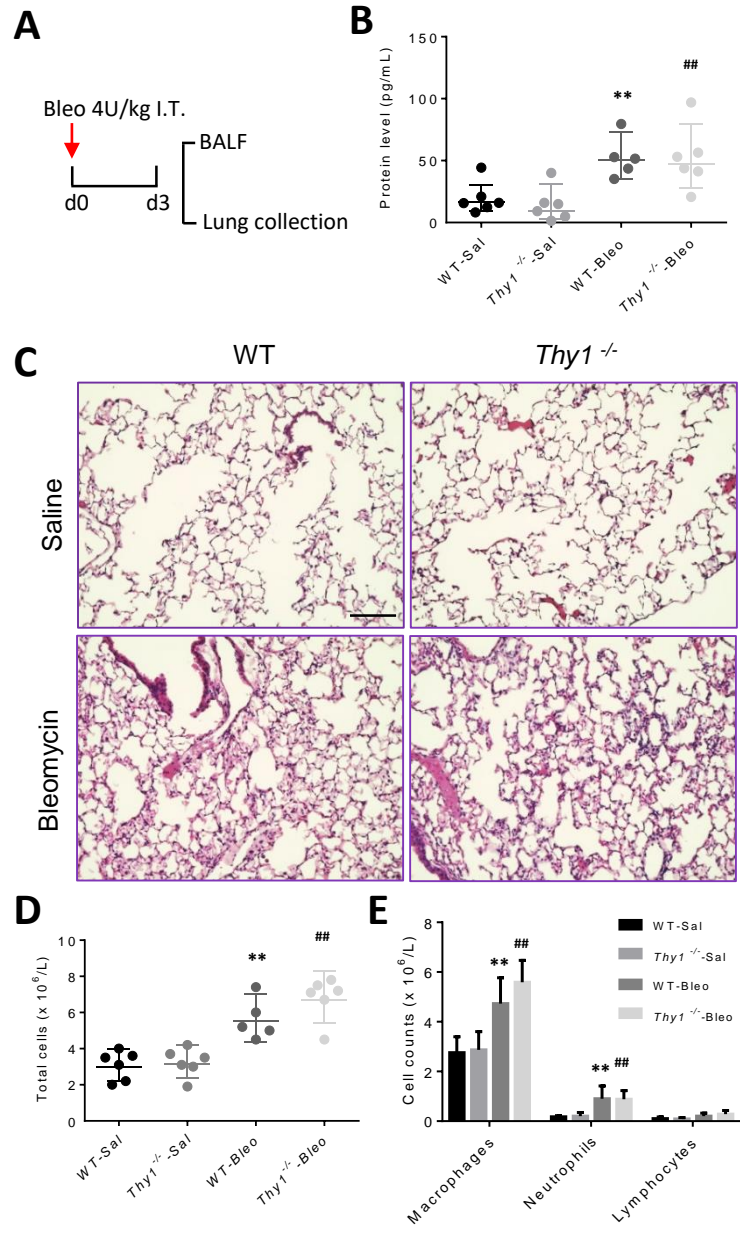 A
Bleo 4U/kg I.T.
d0
d3
BALF
Lung collection
B
Protein level (pg/mL)
150
100
50
0
**
##
WT-Sal
Thy1 -/--Sal
WT-Bleo
Thy1 -/--Bleo
C
WT
Thy1 -/-
Saline
Bleomycin
D
Total cells (x 10^6/L)
10
8
6
4
2
0
**
##
WT-Sal
Thy1-/--Sal
WT-Bleo
Thy1-/--Bleo
E
Cell counts (x 10^6/L)
8
6
4
2
0
**
##
**
##
WT-Sal
Thy1 -/--Sal
WT-Bleo
Thy1 -/--Bleo
Macrophages
Neutrophils
Lymphocytes